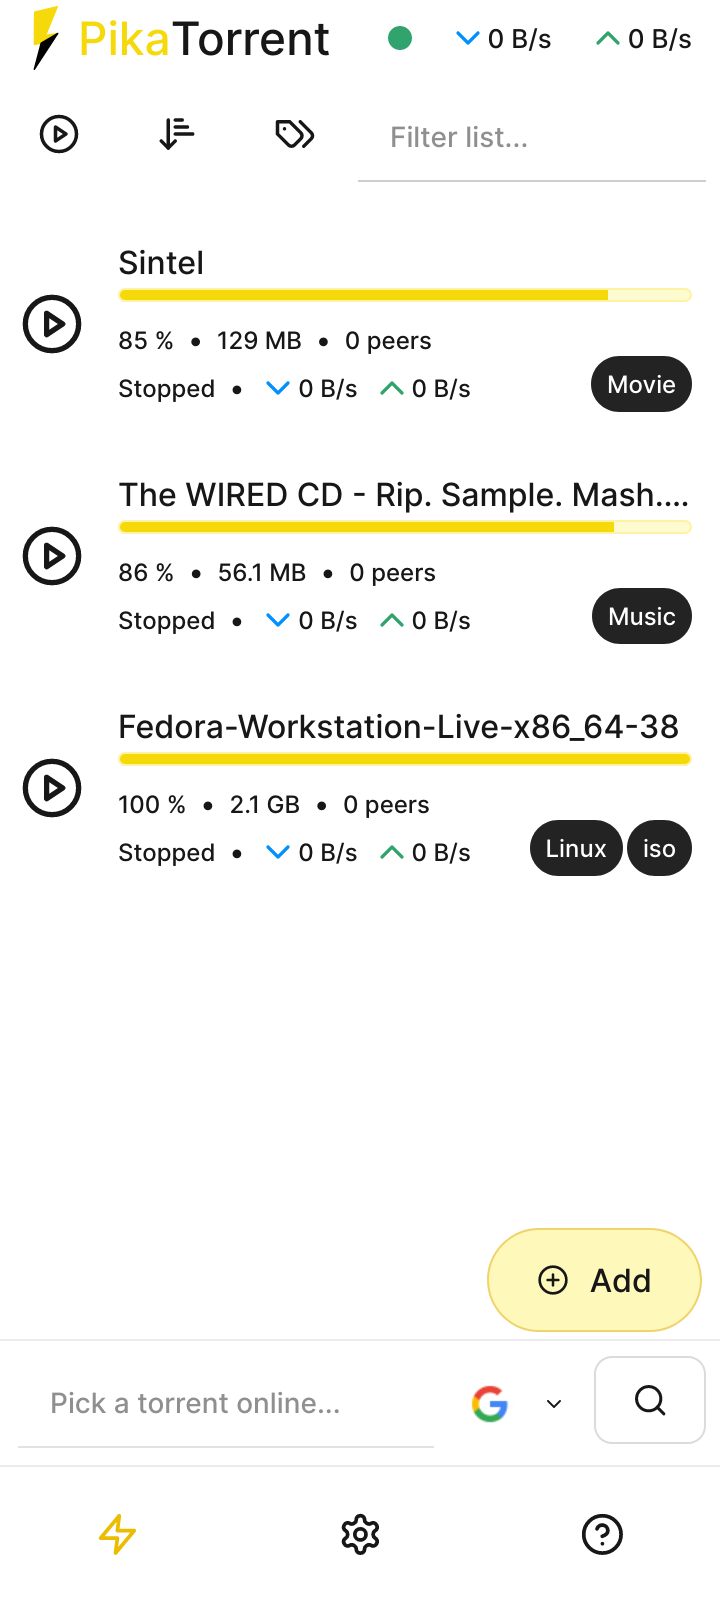 PikaTorrent 0 B/s 0 B/s
Filter list...
Sintel
85 % • 129 MB • 0 peers
Stopped • 0 B/s 0 B/s Movie
The WIRED CD - Rip. Sample. Mash....
86 % • 56.1 MB • 0 peers
Stopped • 0 B/s 0 B/s Music
Fedora-Workstation-Live-x86_64-38
100 % • 2.1 GB • 0 peers
Stopped • 0 B/s 0 B/s Linux iso
Add
Pick a torrent online...